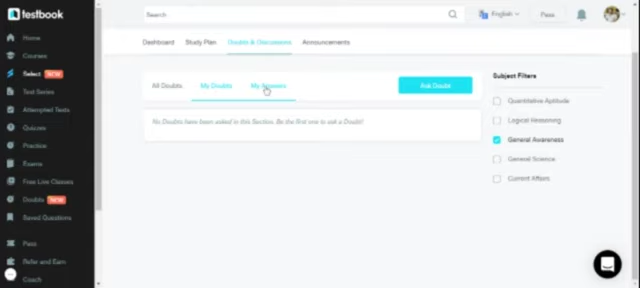 testbook
Search
English
Pass
Home
Courses
Select NEW
Test Series
Attempted Tests
Quizzes
Practice
Exams
Free Live Classes
Doubts NEW
Saved Questions
Pass
Refer and Earn
Coach
Dashboard
Study Plan
Doubts & Discussions
Announcements
All Doubts
My Doubts
My Answers
Ask Doubt
No Doubts have been asked in this Section. Be the first one to ask a Doubt!
Subject Filters
Quantitative Aptitude
Logical Reasoning
General Awareness
General Science
Current Affairs